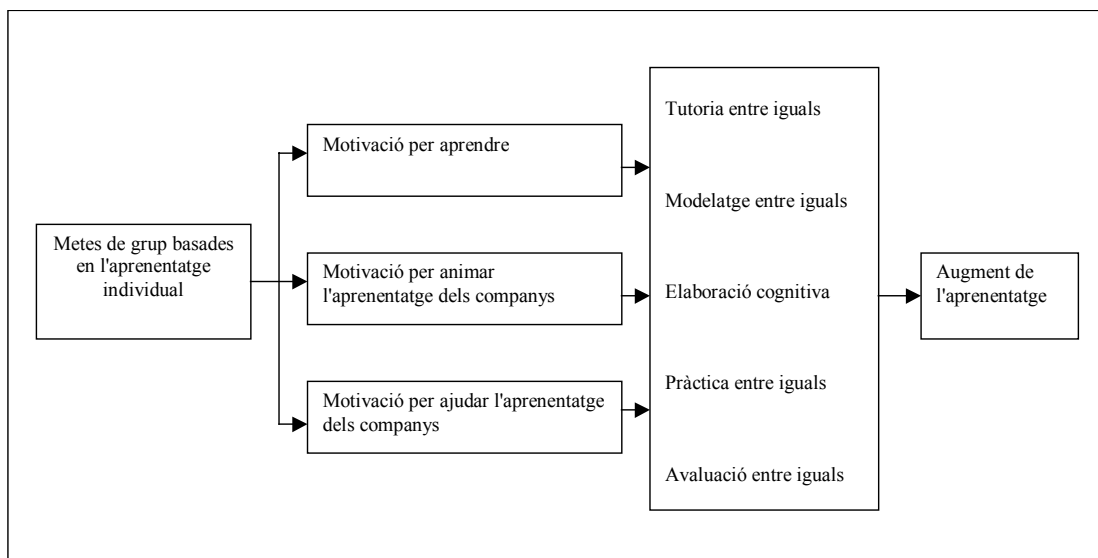 Metes de grup basades
en l'aprenentatge
individual
Motivació per aprendre
Motivació per animar
l'aprenentatge dels companys
Motivació per ajudar l'aprenentatge
dels companys
Tutoria entre iguals
Modelatge entre iguals
Elaboració cognitiva
Pràctica entre iguals
Avaluació entre iguals
Augment de
l'aprenentatge